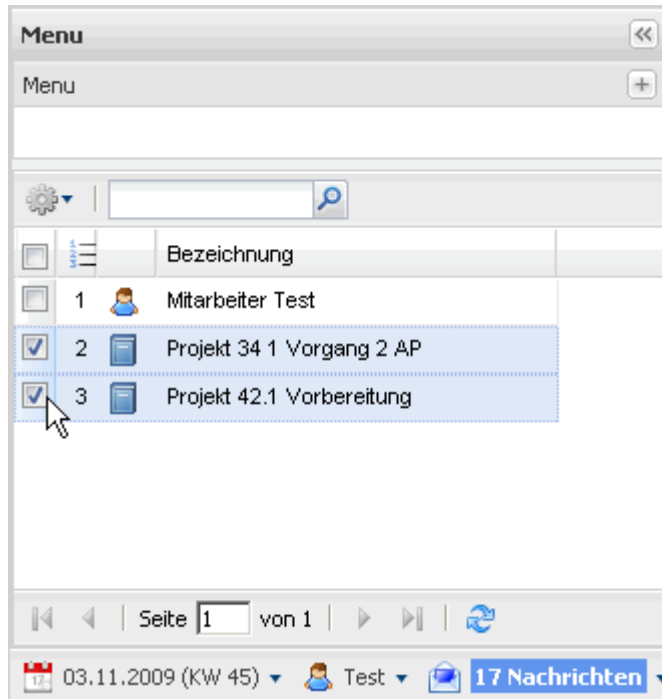 Menu
Menu
Bezeichnung
1 Mitarbeiter Test
2 Projekt 34 1 Vorgang 2 AP
3 Projekt 42.1 Vorbereitung
Seite 1 von 1
03.11.2009 (KW 45) Test 17 Nachrichten